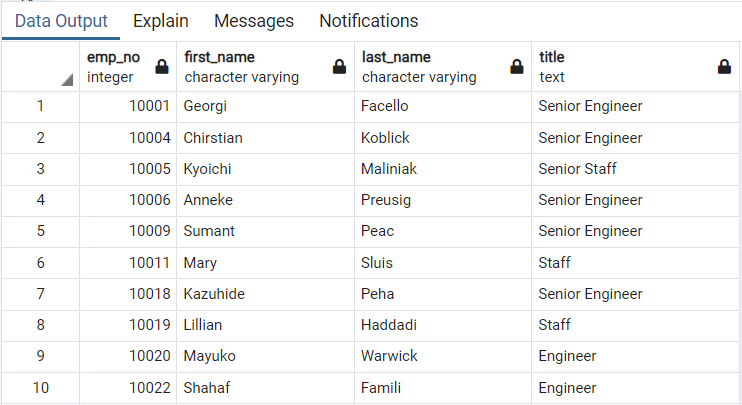 Data Output Explain Messages Notifications
emp_no first_name last_name title
integer character varying character varying text
1 10001 Georgi Facello Senior Engineer
2 10004 Chirstian Koblick Senior Engineer
3 10005 Kyoichi Maliniak Senior Staff
4 10006 Anneke Preusig Senior Engineer
5 10009 Sumant Peac Senior Engineer
6 10011 Mary Sluis Staff
7 10018 Kazuhide Peha Senior Engineer
8 10019 Lillian Haddadi Staff
9 10020 Mayuko Warwick Engineer
10 10022 Shahaf Famili Engineer